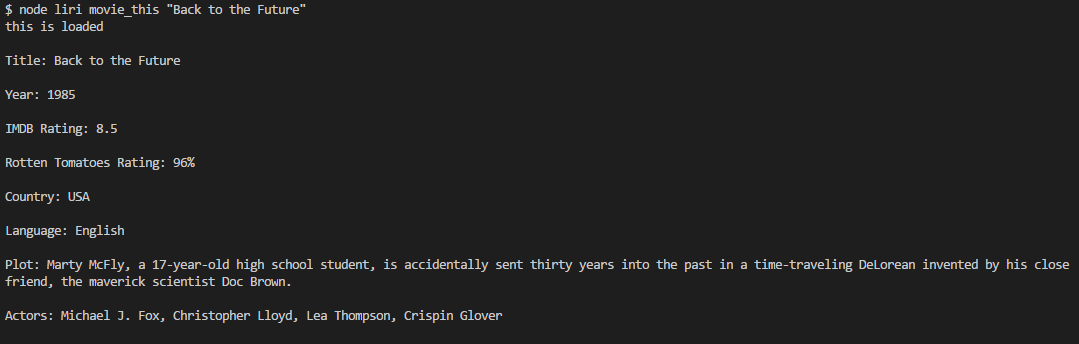 $ node liri movie_this "Back to the Future"
this is loaded
Title: Back to the Future
Year: 1985
IMDB Rating: 8.5
Rotten Tomatoes Rating: 96%
Country: USA
Language: English
Plot: Marty McFly, a 17-year-old high school student, is accidentally sent thirty years into the past in a time-traveling DeLorean invented by his close
friend, the maverick scientist Doc Brown.
Actors: Michael J. Fox, Christopher Lloyd, Lea Thompson, Crispin Glover